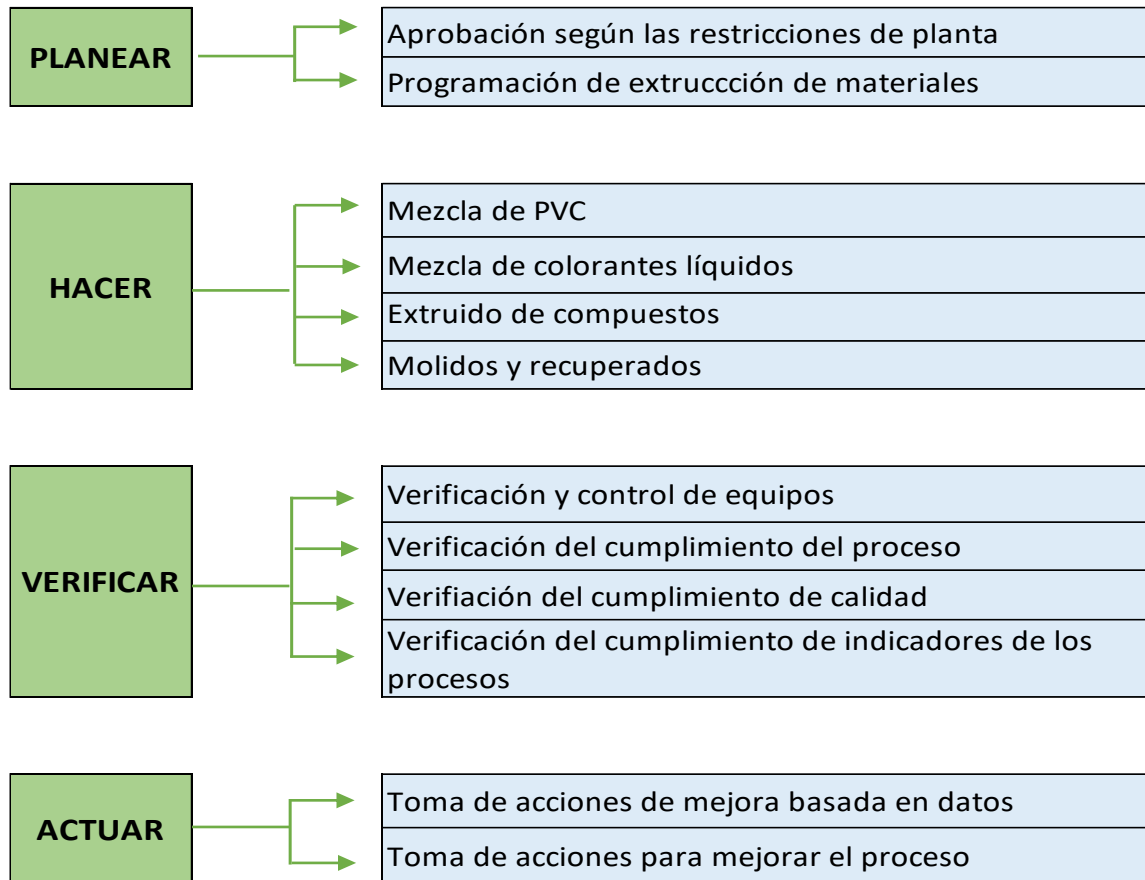 PLANEAR
Aprobación según las restricciones de planta
Programación de extruccción de materiales
HACER
Mezcla de PVC
Mezcla de colorantes líquidos
Extruido de compuestos
Molidos y recuperados
VERIFICAR
Verificación y control de equipos
Verificación del cumplimiento del proceso
Verifiación del cumplimiento de calidad
Verificación del cumplimiento de indicadores de los
procesos
ACTUAR
Toma de acciones de mejora basada en datos
Toma de acciones para mejorar el proceso